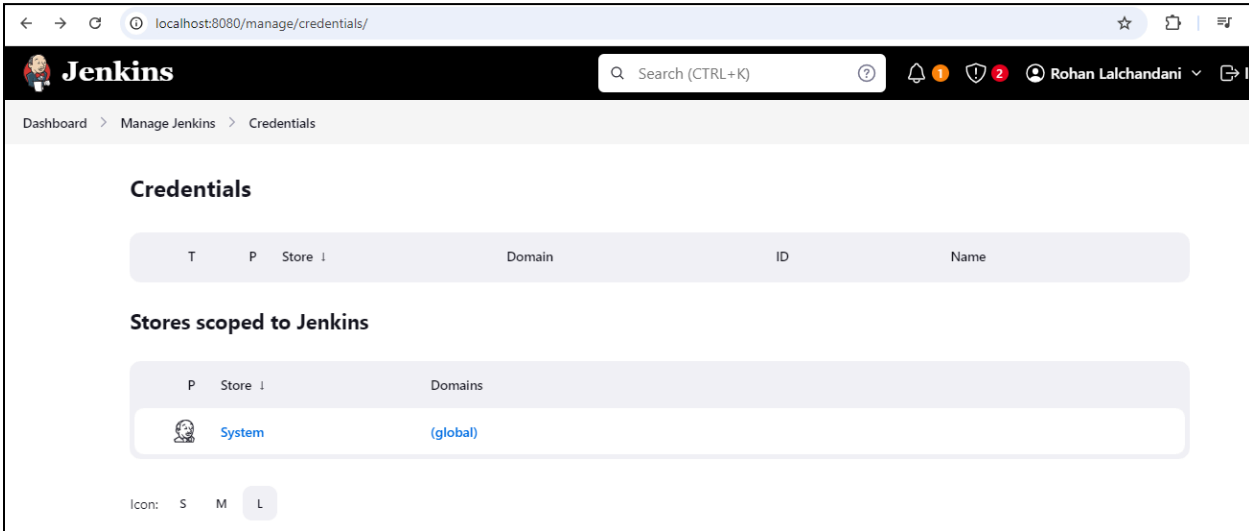 localhost:8080/manage/credentials/
Jenkins
Search (CTRL+K)
1
2
Rohan Lalchandani
Dashboard > Manage Jenkins > Credentials
Credentials
T P Store ↓ Domain ID Name
Stores scoped to Jenkins
P Store ↓ Domains
System (global)
Icon: S M L